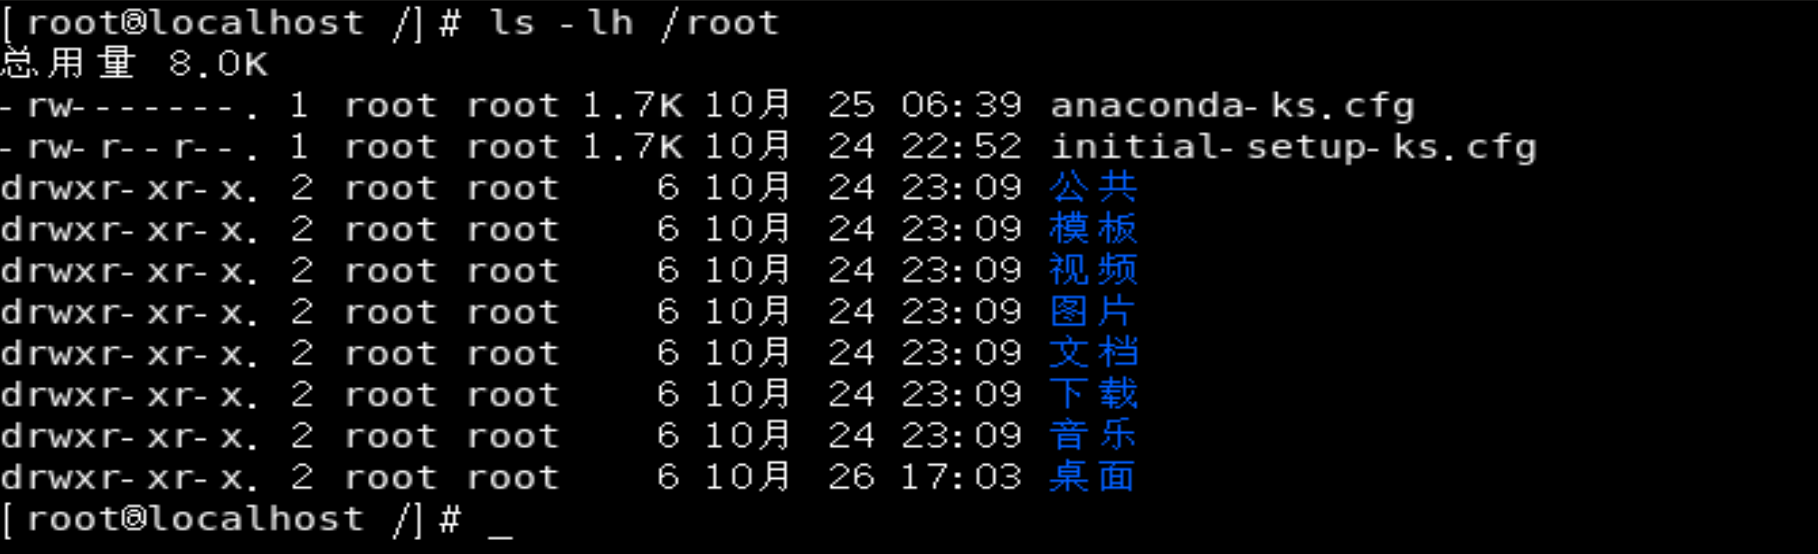 [root@localhost /]# ls -lh /root
总用量 8.0K
-rw-------. 1 root root 1.7K 10月 25 06:39 anaconda-ks.cfg
-rw-r--r--. 1 root root 1.7K 10月 24 22:52 initial-setup-ks.cfg
drwxr-xr-x. 2 root root    6 10月 24 23:09 公共
drwxr-xr-x. 2 root root    6 10月 24 23:09 模板
drwxr-xr-x. 2 root root    6 10月 24 23:09 视频
drwxr-xr-x. 2 root root    6 10月 24 23:09 图片
drwxr-xr-x. 2 root root    6 10月 24 23:09 文档
drwxr-xr-x. 2 root root    6 10月 24 23:09 下载
drwxr-xr-x. 2 root root    6 10月 24 23:09 音乐
drwxr-xr-x. 2 root root    6 10月 26 17:03 桌面
[root@localhost /]# _